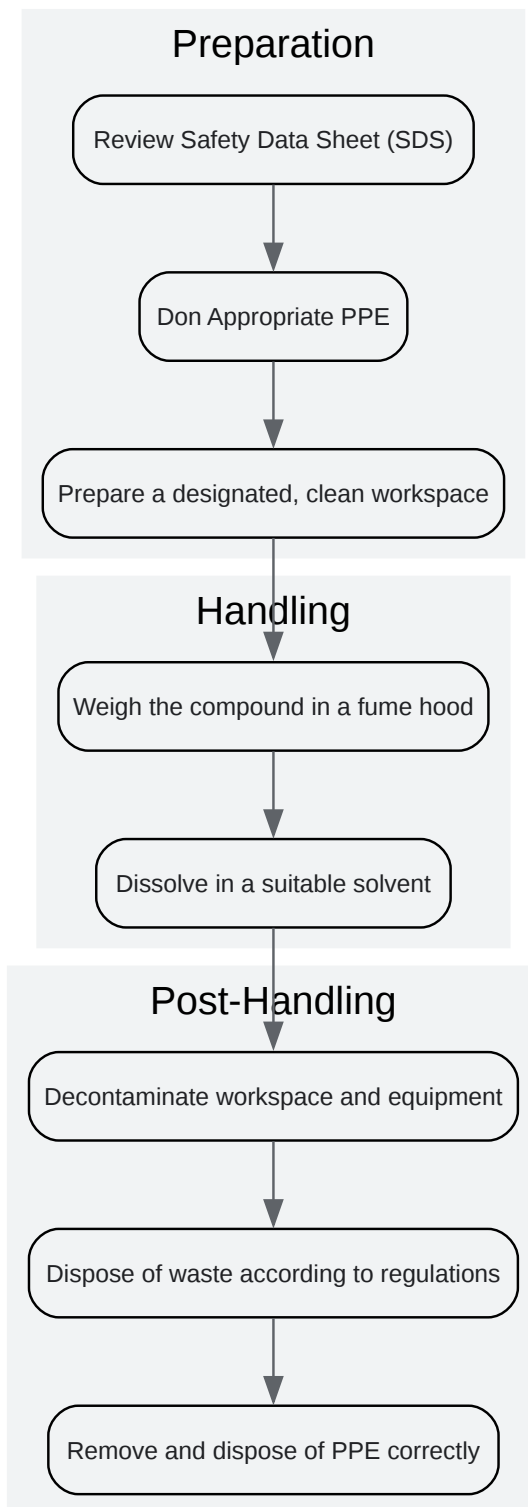 Preparation
Review Safety Data Sheet (SDS)
Don Appropriate PPE
Prepare a designated, clean workspace
Handling
Weigh the compound in a fume hood
Dissolve in a suitable solvent
Post-Handling
Decontaminate workspace and equipment
Dispose of waste according to regulations
Remove and dispose of PPE correctly